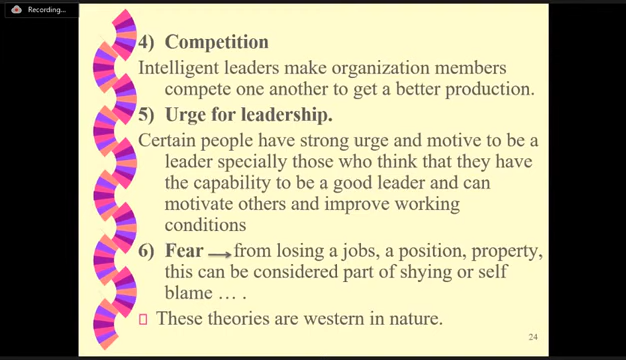 Recording...
4) Competition
Intelligent leaders make organization members
compete one another to get a better production.
5) Urge for leadership.
Certain people have strong urge and motive to be a
leader specially those who think that they have
the capability to be a good leader and can
motivate others and improve working
conditions
6) Fear → from losing a jobs, a position, property,
this can be considered part of shying or self
blame ... .
These theories are western in nature.
24